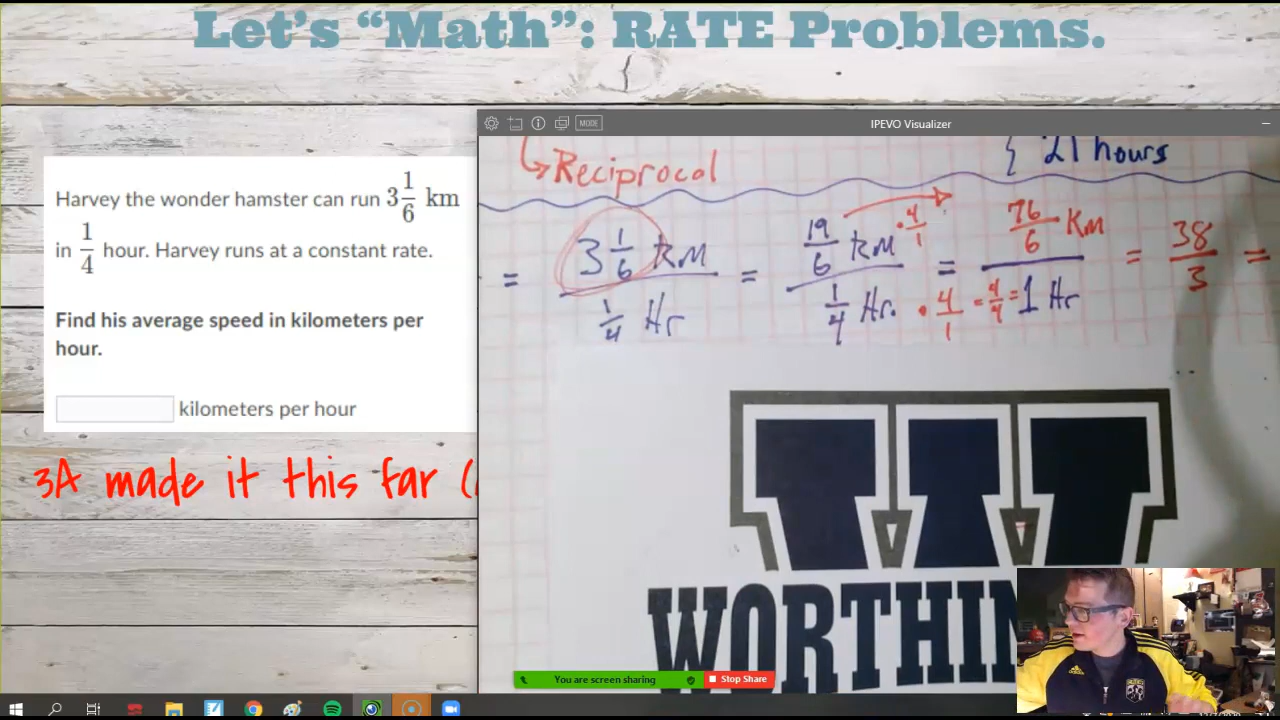 Let's “Math”: RATE Problems.
IPEVO Visualizer
MODE
Reciprocal
21 hours
Harvey the wonder hamster can run 3 1/6 km
in 1/4 hour. Harvey runs at a constant rate.
Find his average speed in kilometers per
hour.
kilometers per hour
= 3 1/6 KM / 1/4 Hr = 19/6 KM · 4/1 / 1/4 Hr. · 4/1 = 4/4 = 76/6 KM / 1 Hr = 38/3 =
3A made it this far (
WORTHIN
You are screen sharing
Stop Share